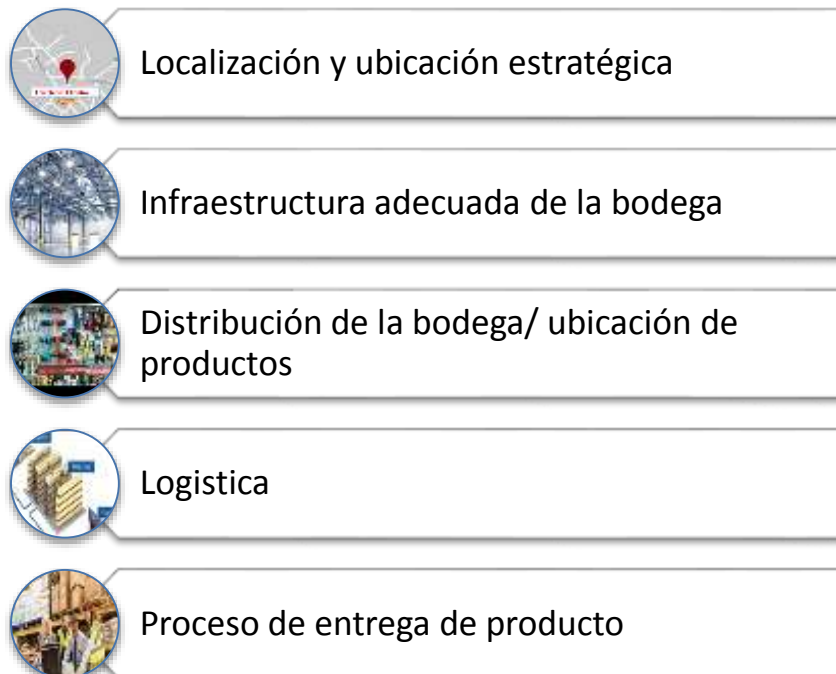 Localización y ubicación estratégica
Infraestructura adecuada de la bodega
Distribución de la bodega/ ubicación de
productos
Logistica
Proceso de entrega de producto